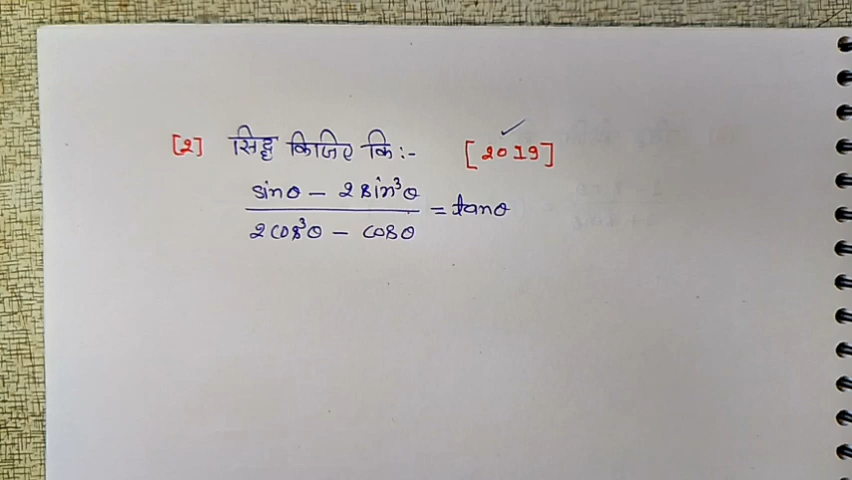 [2] सिद्ध किजिए कि:- [2019]
sinθ - 2sin³θ / 2cos³θ - cosθ = tanθ